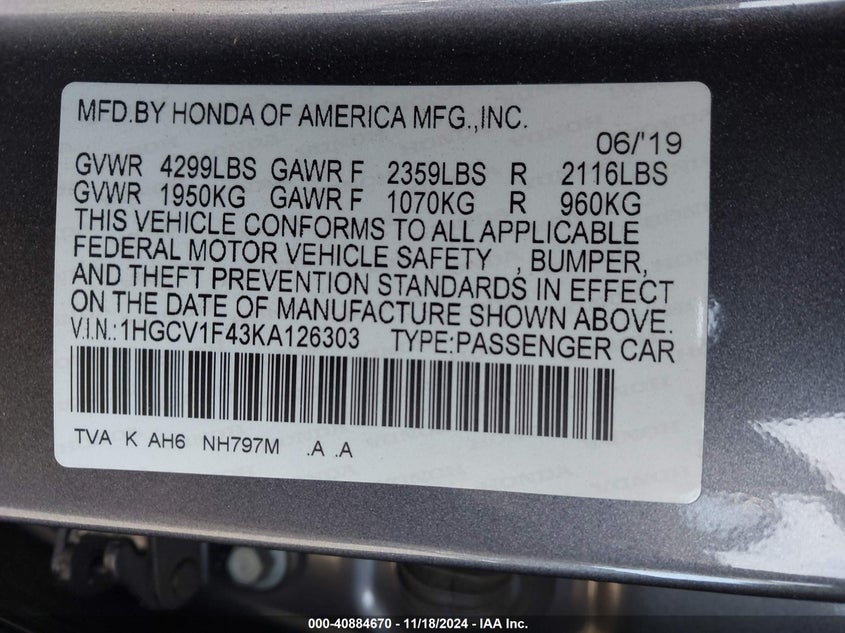 MFD.BY HONDA OF AMERICA MFG.,INC.
06/'19
GVWR 4299LBS GAWR F 2359LBS R 2116LBS
GVWR 1950KG GAWR F 1070KG R 960KG
THIS VEHICLE CONFORMS TO ALL APPLICABLE
FEDERAL MOTOR VEHICLE SAFETY , BUMPER,
AND THEFT PREVENTION STANDARDS IN EFFECT
ON THE DATE OF MANUFACTURE SHOWN ABOVE.
V.I.N.:1HGCV1F43KA126303 TYPE:PASSENGER CAR
TVA K AH6 NH797M .A .A
000-40884670 — 11/18/2024 — IAA Inc.